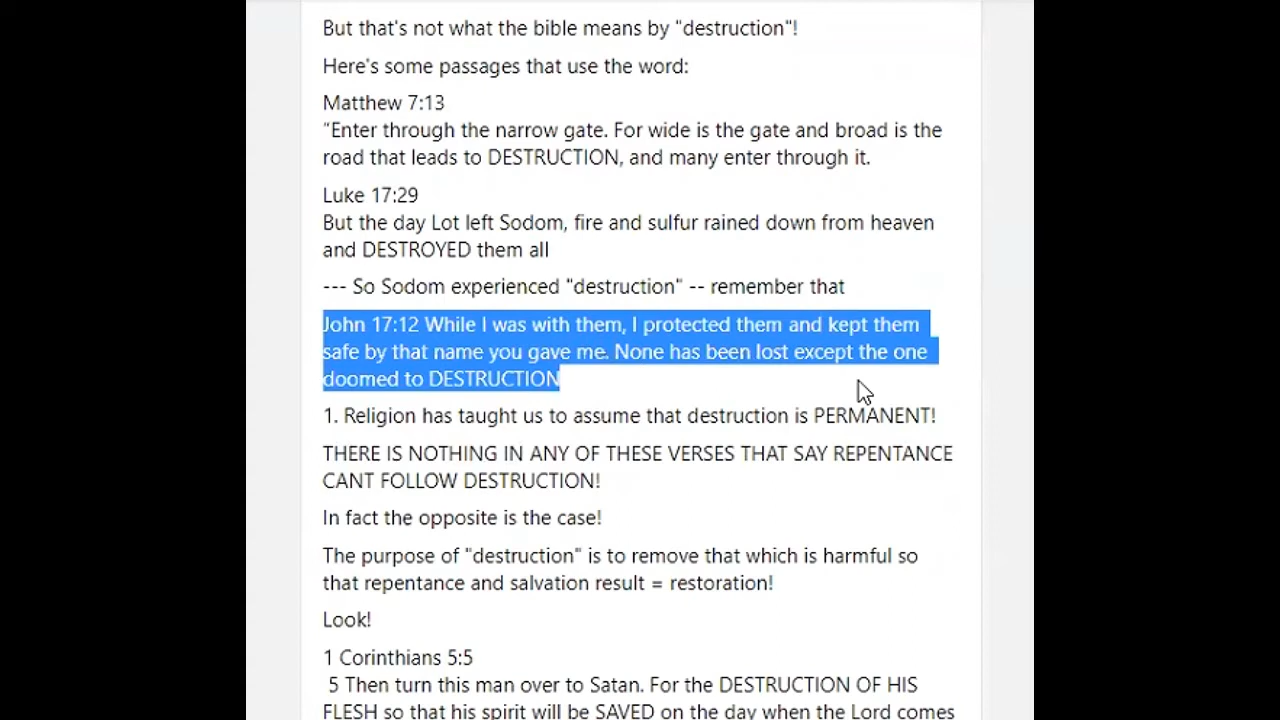 But that's not what the bible means by "destruction"!
Here's some passages that use the word:
Matthew 7:13
"Enter through the narrow gate. For wide is the gate and broad is the
road that leads to DESTRUCTION, and many enter through it.
Luke 17:29
But the day Lot left Sodom, fire and sulfur rained down from heaven
and DESTROYED them all
--- So Sodom experienced "destruction" -- remember that
John 17:12 While I was with them, I protected them and kept them
safe by that name you gave me. None has been lost except the one
doomed to DESTRUCTION
1. Religion has taught us to assume that destruction is PERMANENT!
THERE IS NOTHING IN ANY OF THESE VERSES THAT SAY REPENTANCE
CANT FOLLOW DESTRUCTION!
In fact the opposite is the case!
The purpose of "destruction" is to remove that which is harmful so
that repentance and salvation result = restoration!
Look!
1 Corinthians 5:5
5 Then turn this man over to Satan. For the DESTRUCTION OF HIS
FLESH so that his spirit will be SAVED on the day when the Lord comes